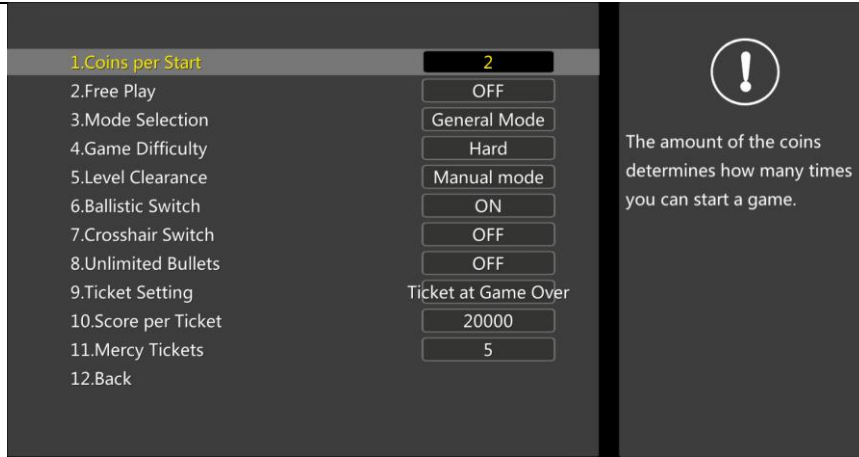 1.Coins per Start 2
2.Free Play OFF
3.Mode Selection General Mode
4.Game Difficulty Hard
5.Level Clearance Manual mode
6.Ballistic Switch ON
7.Crosshair Switch OFF
8.Unlimited Bullets OFF
9.Ticket Setting Ticket at Game Over
10.Score per Ticket 20000
11.Mercy Tickets 5
12.Back
The amount of the coins
determines how many times
you can start a game.